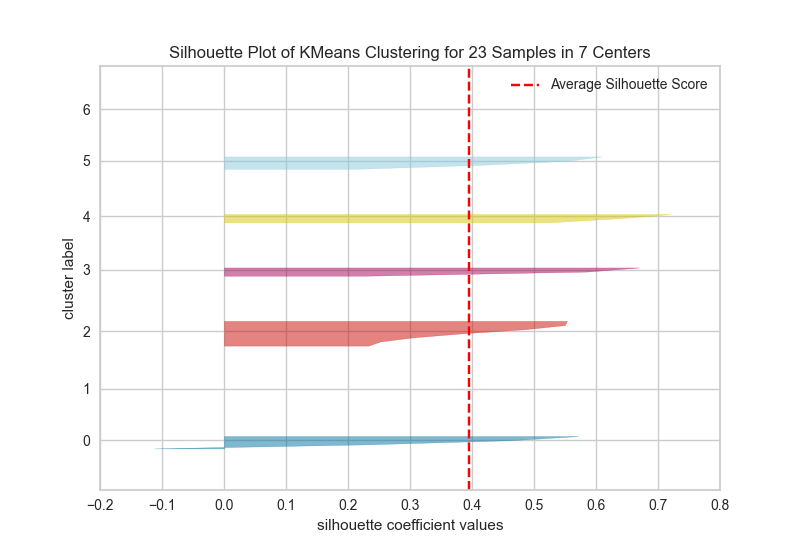 Silhouette Plot of KMeans Clustering for 23 Samples in 7 Centers
Average Silhouette Score
6
5
4
3
2
1
0
cluster label
−0.2 −0.1 0.0 0.1 0.2 0.3 0.4 0.5 0.6 0.7 0.8
silhouette coefficient values